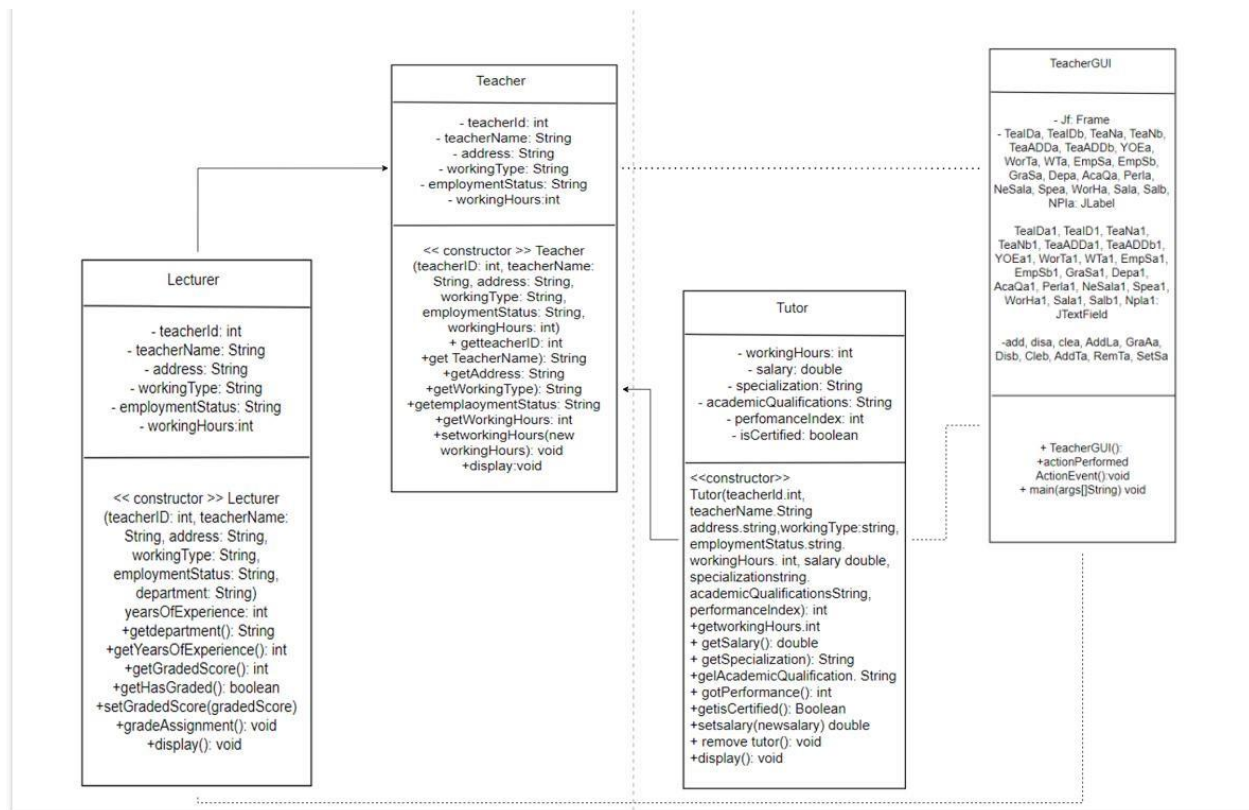 Teacher
- teacherId: int
- teacherName: String
- address: String
- workingType: String
- employmentStatus: String
- workingHours:int
<< constructor >> Teacher
(teacherID: int, teacherName:
String, address: String,
workingType: String,
employmentStatus: String,
workingHours: int)
+ getteacherID: int
+get TeacherName): String
+getAddress: String
+getWorkingType): String
+getemplaoymentStatus: String
+getWorkingHours: int
+setworkingHours(new
workingHours): void
+display:void
Lecturer
- teacherId: int
- teacherName: String
- address: String
- workingType: String
- employmentStatus: String
- workingHours:int
<< constructor >> Lecturer
(teacherID: int, teacherName:
String, address: String,
workingType: String,
employmentStatus: String,
department: String)
yearsOfExperience: int
+getdepartment(): String
+getYearsOfExperience(): int
+getGradedScore(): int
+getHasGraded(): boolean
+setGradedScore(gradedScore)
+gradeAssignment(): void
+display(): void
Tutor
- workingHours: int
- salary: double
- specialization: String
- academicQualifications: String
- perfomanceIndex: int
- isCertified: boolean
<<constructor>>
Tutor(teacherId.int,
teacherName.String
address.string,workingType:string,
employmentStatus.string.
workingHours. int, salary double,
specializationstring.
academicQualificationsString,
performanceIndex): int
+getworkingHours.int
+ getSalary(): double
+ getSpecialization): String
+gelAcademicQualification. String
+ gotPerformance(): int
+getisCertified(): Boolean
+setsalary(newsalary) double
+ remove tutor(): void
+display(): void
TeacherGUI
- Jf: Frame
- TealDa, TealDb, TeaNa, TeaNb,
TeaADDa, TeaADDb, YOEa,
WorTa, WTa, EmpSa, EmpSb,
GraSa, Depa, AcaQa, Perla,
NeSala, Spea, WorHa, Sala, Salb,
NPla: JLabel
TealDa1, TealD1, TeaNa1,
TeaNb1, TeaADDa1, TeaADDb1,
YOEa1, WorTa1, WTa1, EmpSa1,
EmpSb1, GraSa1, Depa1,
AcaQa1, Perla1, NeSala1, Spea1,
WorHa1, Sala1, Salb1, Npla1:
JTextField
-add, disa, clea, AddLa, GraAa,
Disb, Cleb, AddTa, RemTa, SetSa
+ TeacherGUI():
+actionPerformed
ActionEvent():void
+ main(args[]String) void